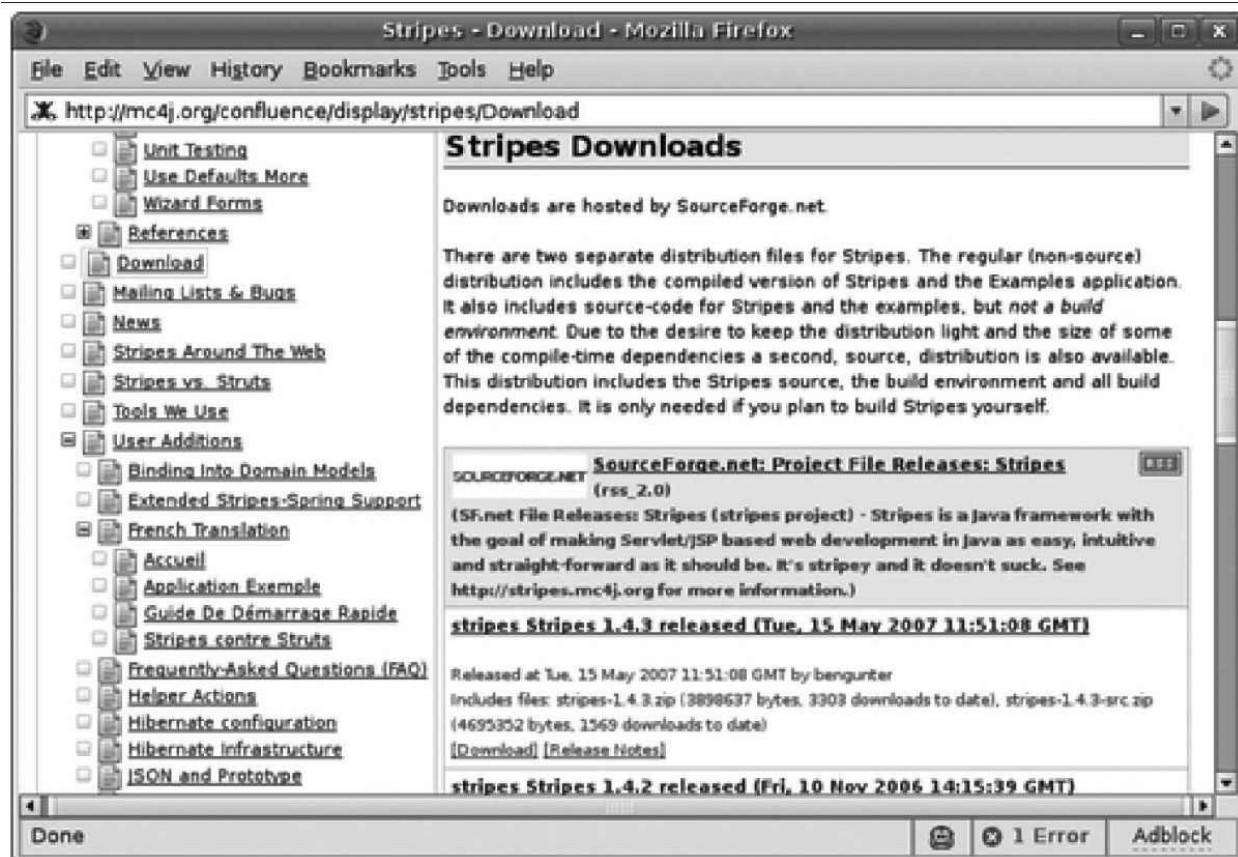 Stripes - Download - Mozilla Firefox
File Edit View History Bookmarks Tools Help
http://mc4j.org/confluence/display/stripes/Download
Unit Testing
Use Defaults More
Wizard Forms
References
Download
Mailing Lists & Bugs
News
Stripes Around The Web
Stripes vs. Struts
Tools We Use
User Additions
Binding Into Domain Models
Extended Stripes-Spring Support
French Translation
Accueil
Application Exemple
Guide De Démarrage Rapide
Stripes contre Struts
Frequently-Asked Questions (FAQ)
Helper Actions
Hibernate configuration
Hibernate Infrastructure
JSON and Prototype
Stripes Downloads
Downloads are hosted by SourceForge.net.
There are two separate distribution files for Stripes. The regular (non-source)
distribution includes the compiled version of Stripes and the Examples application.
It also includes source-code for Stripes and the examples, but not a build
environment. Due to the desire to keep the distribution light and the size of some
of the compile-time dependencies a second, source, distribution is also available.
This distribution includes the Stripes source, the build environment and all build
dependencies. It is only needed if you plan to build Stripes yourself.
SOURCEFORGE.NET
SourceForge.net: Project File Releases: Stripes
RSS
(rss_2.0)
(SF.net File Releases: Stripes (stripes project) - Stripes is a Java framework with
the goal of making Servlet/JSP based web development in Java as easy, intuitive
and straight-forward as it should be. It's stripey and it doesn't suck. See
http://stripes.mc4j.org for more information.)
stripes Stripes 1.4.3 released (Tue, 15 May 2007 11:51:08 GMT)
Released at Tue, 15 May 2007 11:51:08 GMT by bengunter
Includes files: stripes-1.4.3.zip (3898637 bytes, 3303 downloads to date), stripes-1.4.3-src.zip
(4695352 bytes, 1569 downloads to date)
[Download] [Release Notes]
stripes Stripes 1.4.2 released (Fri, 10 Nov 2006 14:15:39 GMT)
Done
1 Error
Adblock